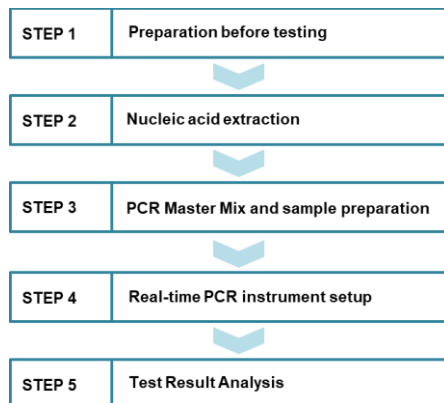 STEP 1 Preparation before testing
STEP 2 Nucleic acid extraction
STEP 3 PCR Master Mix and sample preparation
STEP 4 Real-time PCR instrument setup
STEP 5 Test Result Analysis